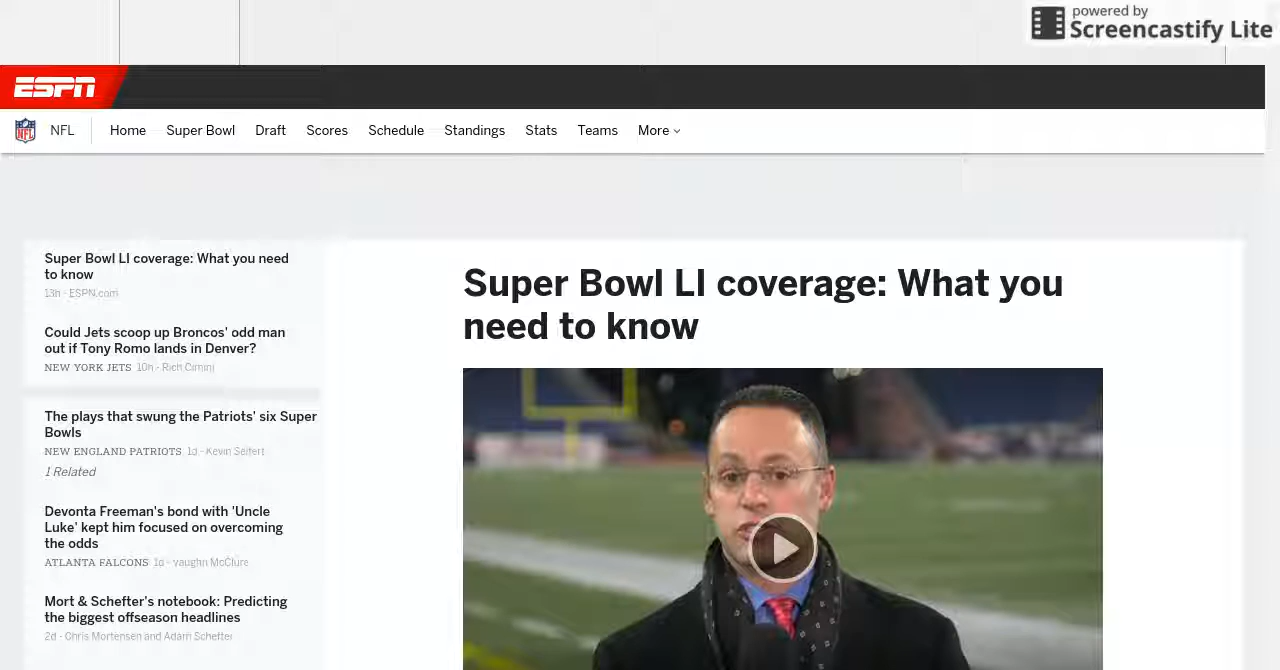 powered by
Screencastify Lite
ESPN
NFL
NFL Home Super Bowl Draft Scores Schedule Standings Stats Teams More
Super Bowl LI coverage: What you need
to know
13h - ESPN.com
Could Jets scoop up Broncos' odd man
out if Tony Romo lands in Denver?
NEW YORK JETS 10h - Rich Cimini
The plays that swung the Patriots' six Super
Bowls
NEW ENGLAND PATRIOTS 1d - Kevin Seifert
1 Related
Devonta Freeman's bond with 'Uncle
Luke' kept him focused on overcoming
the odds
ATLANTA FALCONS 1d - vaughn McClure
Mort & Schefter's notebook: Predicting
the biggest offseason headlines
2d - Chris Mortensen and Adam Schefter
Super Bowl LI coverage: What you
need to know